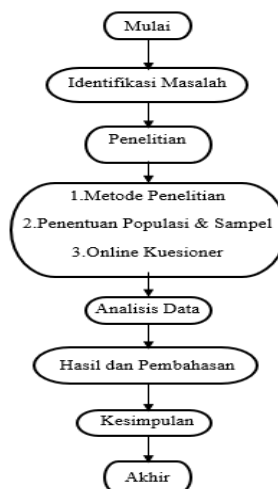 Mulai
Identifikasi Masalah
Penelitian
1.Metode Penelitian
2.Penentuan Populasi & Sampel
3.Online Kuesioner
Analisis Data
Hasil dan Pembahasan
Kesimpulan
Akhir